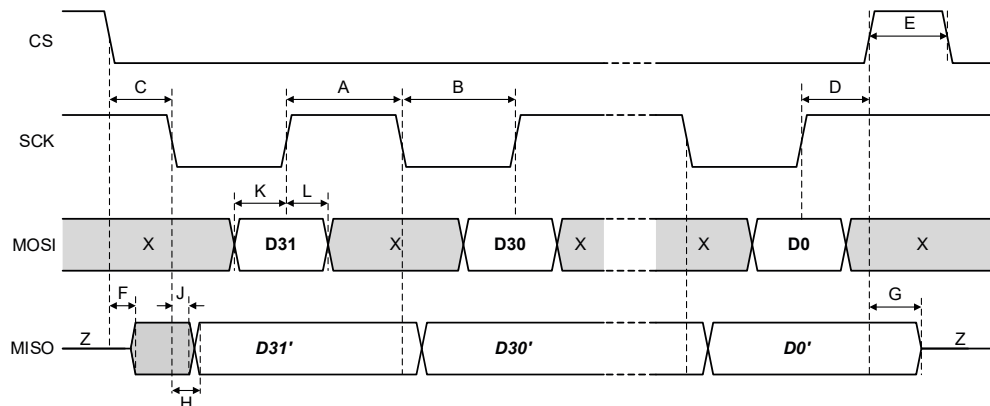 CS
E
C
A
B
D
SCK
K
L
MOSI
X
D31
X
D30
X
X
D0
X
F
J
G
MISO
Z
D31'
D30'
D0'
Z
H